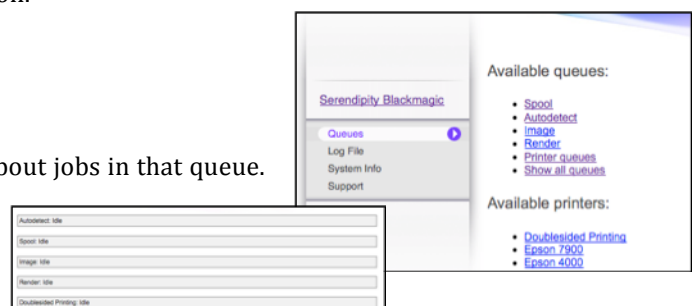 on.
Available queues:
Serendipity Blackmagic
Spool
Autodetect
Image
Render
Printer queues
Show all queues
Queues
Log File
System Info
Support
bout jobs in that queue.
Available printers:
Doublesided Printing
Epson 7900
Epson 4000
Autodetect: Idle
Spool: Idle
Image: Idle
Render: Idle
Doublesided Printing: Idle